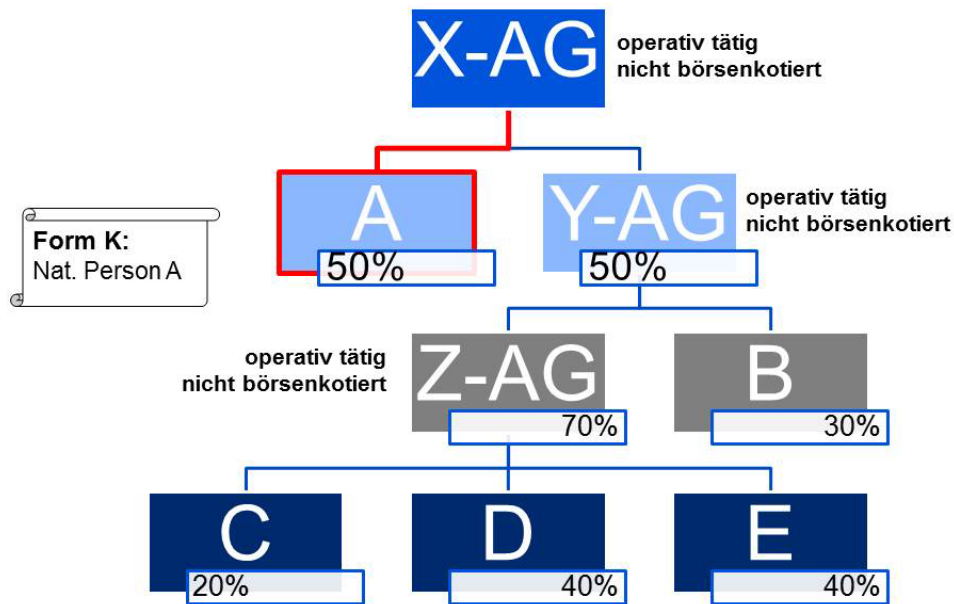 X-AG
operativ tätig
nicht börsenkotiert
A
50%
Y-AG
50%
operativ tätig
nicht börsenkotiert
Form K:
Nat. Person A
operativ tätig
nicht börsenkotiert
Z-AG
70%
B
30%
C
20%
D
40%
E
40%